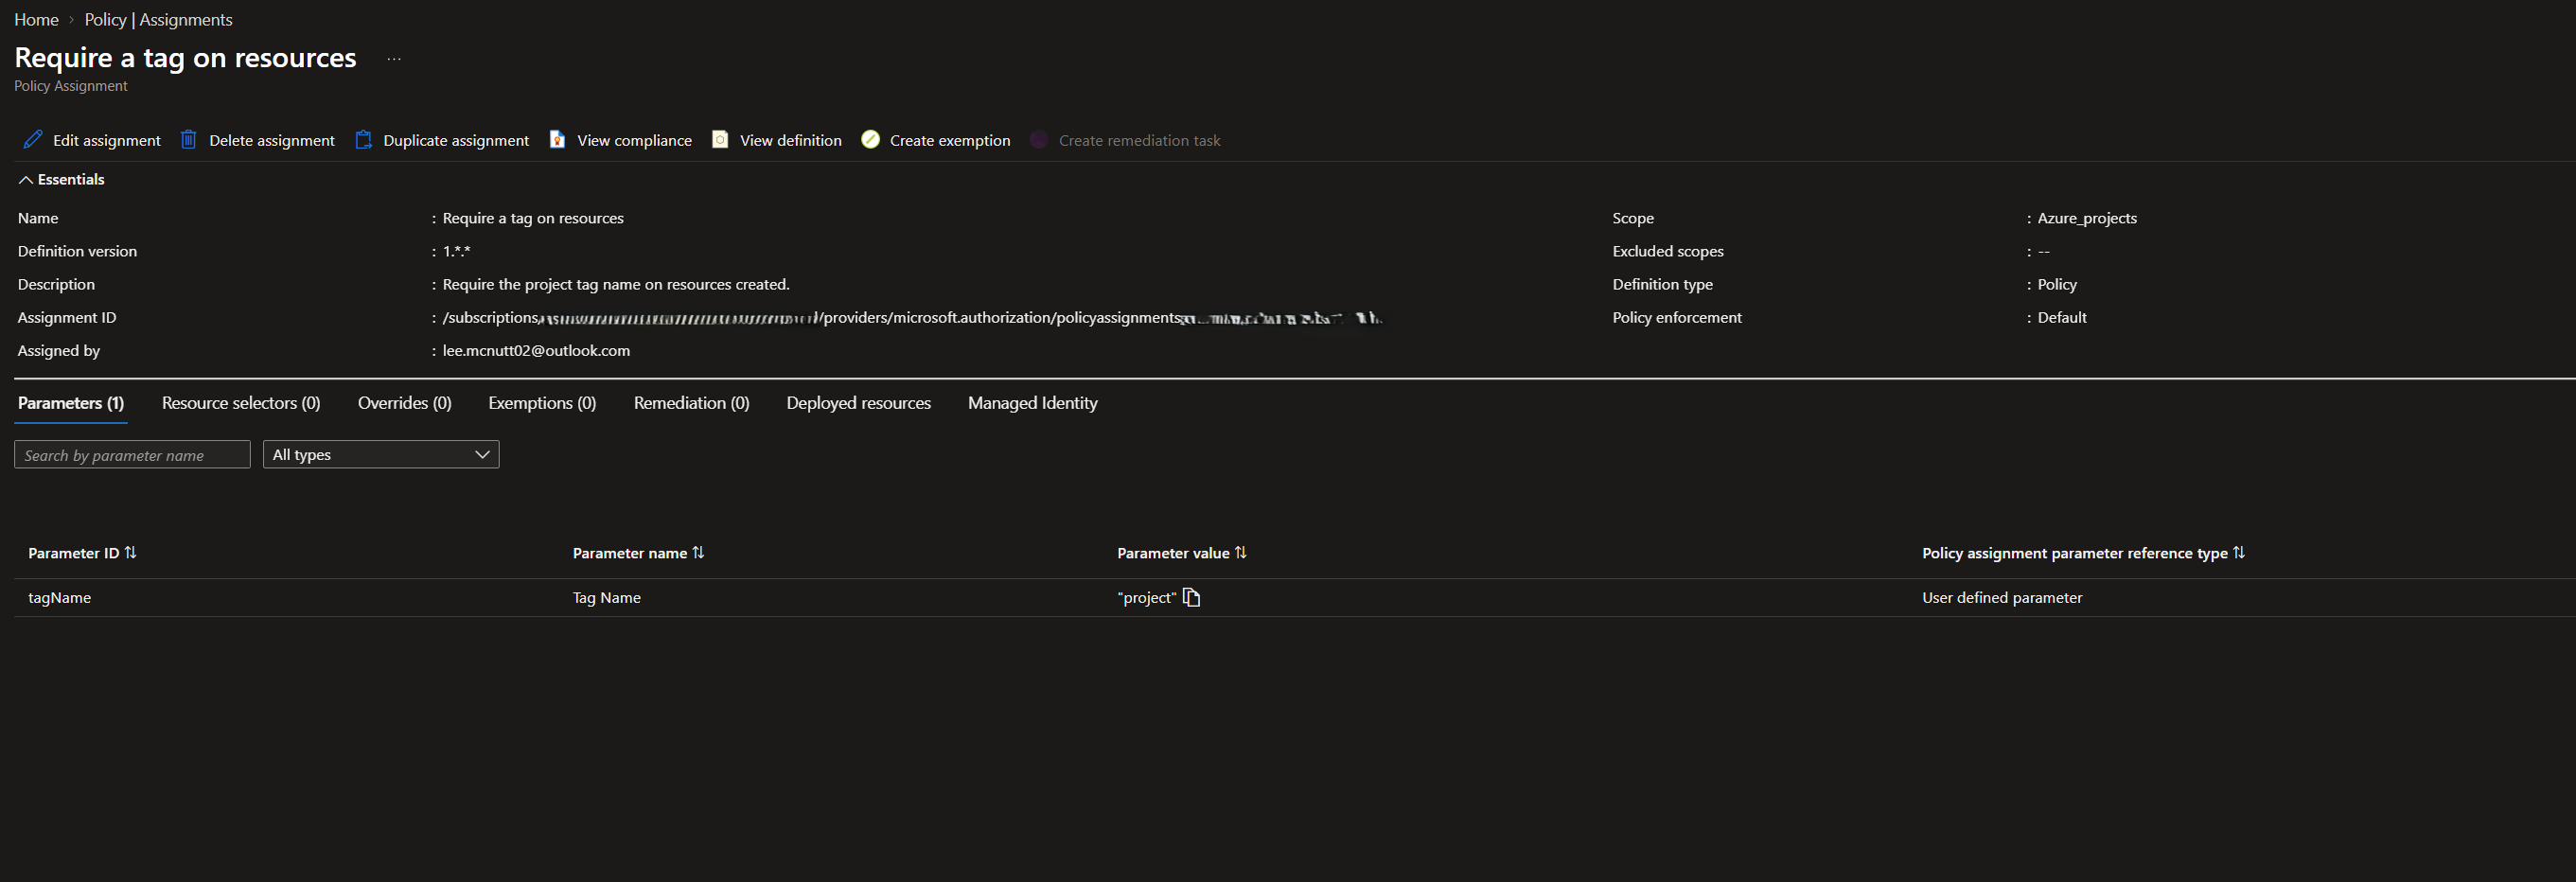 Home > Policy | Assignments
Require a tag on resources ...
Policy Assignment
Edit assignment Delete assignment Duplicate assignment View compliance View definition Create exemption Create remediation task
Essentials
Name : Require a tag on resources Scope : Azure_projects
Definition version : 1.*.* Excluded scopes : --
Description : Require the project tag name on resources created. Definition type : Policy
Assignment ID : /subscriptions /providers/microsoft.authorization/policyassignments Policy enforcement : Default
Assigned by : lee.mcnutt02@outlook.com
Parameters (1) Resource selectors (0) Overrides (0) Exemptions (0) Remediation (0) Deployed resources Managed Identity
Search by parameter name All types
Parameter ID Parameter name Parameter value Policy assignment parameter reference type
tagName Tag Name "project" User defined parameter